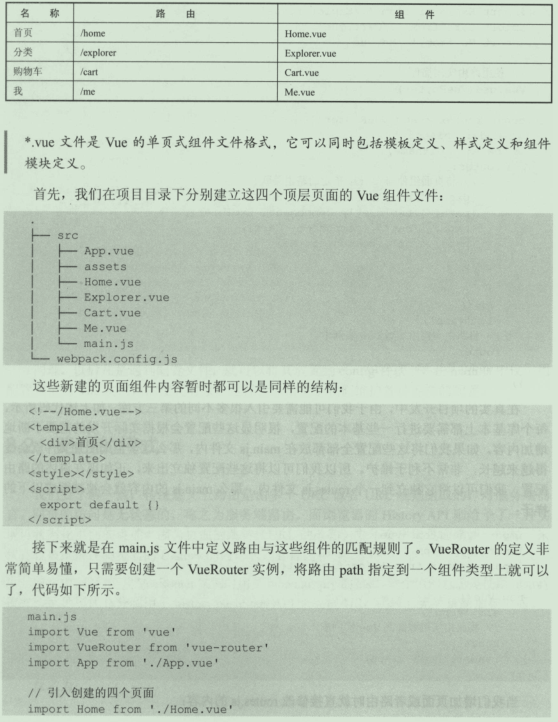 名 称 路 由 组 件
首页 /home Home.vue
分类 /explorer Explorer.vue
购物车 /cart Cart.vue
我 /me Me.vue
*.vue 文件是 Vue 的单页式组件文件格式，它可以同时包括模板定义、样式定义和组件
模块定义。
首先，我们在项目目录下分别建立这四个顶层页面的 Vue 组件文件：
.
├── src
│   ├── App.vue
│   ├── assets
│   ├── Home.vue
│   ├── Explorer.vue
│   ├── Cart.vue
│   ├── Me.vue
│   └── main.js
└── webpack.config.js
这些新建的页面组件内容暂时都可以是同样的结构：
<!--/Home.vue-->
<template>
  <div>首页</div>
</template>
<style></style>
<script>
  export default {}
</script>
接下来就是在 main.js 文件中定义路由与这些组件的匹配规则了。VueRouter 的定义非
常简单易懂，只需要创建一个 VueRouter 实例，将路由 path 指定到一个组件类型上就可以
了，代码如下所示。
main.js
import Vue from 'vue'
import VueRouter from 'vue-router'
import App from './App.vue'
// 引入创建的四个页面
import Home from './Home.vue'